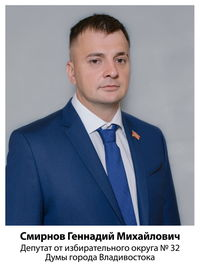 Смирнов Геннадий Михайлович
Депутат от избирательного округа № 32
Думы города Владивостока